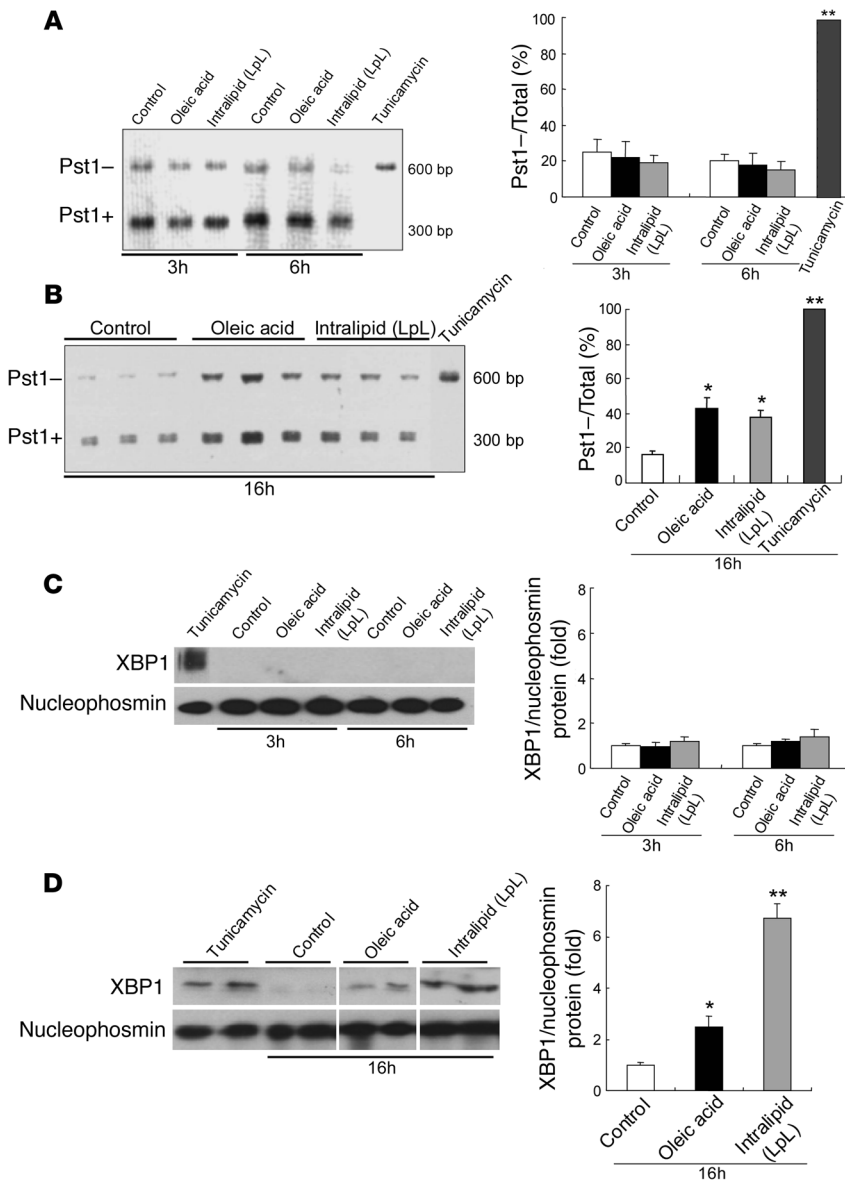 A
Control
Oleic acid
Intralipid (LpL)
Control
Oleic acid
Intralipid (LpL)
Tunicamycin
Pst1–
600 bp
Pst1+
300 bp
3h
6h
Pst1–/Total (%)
100
80
60
40
20
0
**
Control
Oleic acid
Intralipid
(LpL)
Control
Oleic acid
Intralipid
(LpL)
Tunicamycin
3h
6h
B
Control
Oleic acid
Intralipid (LpL)
Tunicamycin
Pst1–
600 bp
Pst1+
300 bp
16h
Pst1–/Total (%)
100
80
60
40
20
0
*
*
**
Control
Oleic acid
Intralipid
(LpL)
Tunicamycin
16h
C
Tunicamycin
Control
Oleic acid
Intralipid
(LpL)
Control
Oleic acid
Intralipid
(LpL)
XBP1
Nucleophosmin
3h
6h
XBP1/nucleophosmin
protein (fold)
8
6
4
2
0
Control
Oleic acid
Intralipid
(LpL)
Control
Oleic acid
Intralipid
(LpL)
3h
6h
D
Tunicamycin
Control
Oleic acid
Intralipid (LpL)
XBP1
Nucleophosmin
16h
XBP1/nucleophosmin
protein (fold)
8
6
4
2
0
*
**
Control
Oleic acid
Intralipid
(LpL)
16h